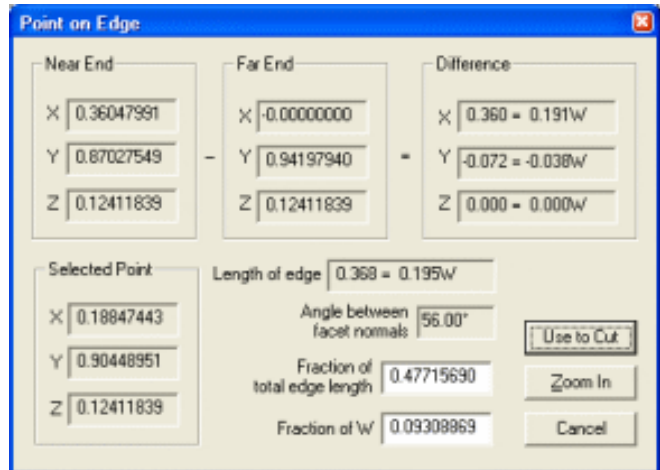 Point on Edge
Near End
X 0.36047991
Y 0.87027549
Z 0.12411839
-
Far End
X -0.00000000
Y 0.94197940
Z 0.12411839
=
Difference
X 0.360 = 0.191W
Y -0.072 = -0.038W
Z 0.000 = 0.000W
Selected Point
X 0.18847443
Y 0.90448951
Z 0.12411839
Length of edge 0.368 = 0.195W
Angle between
facet normals 56.00°
Fraction of
total edge length 0.47715690
Fraction of W 0.09308869
Use to Cut
Zoom In
Cancel